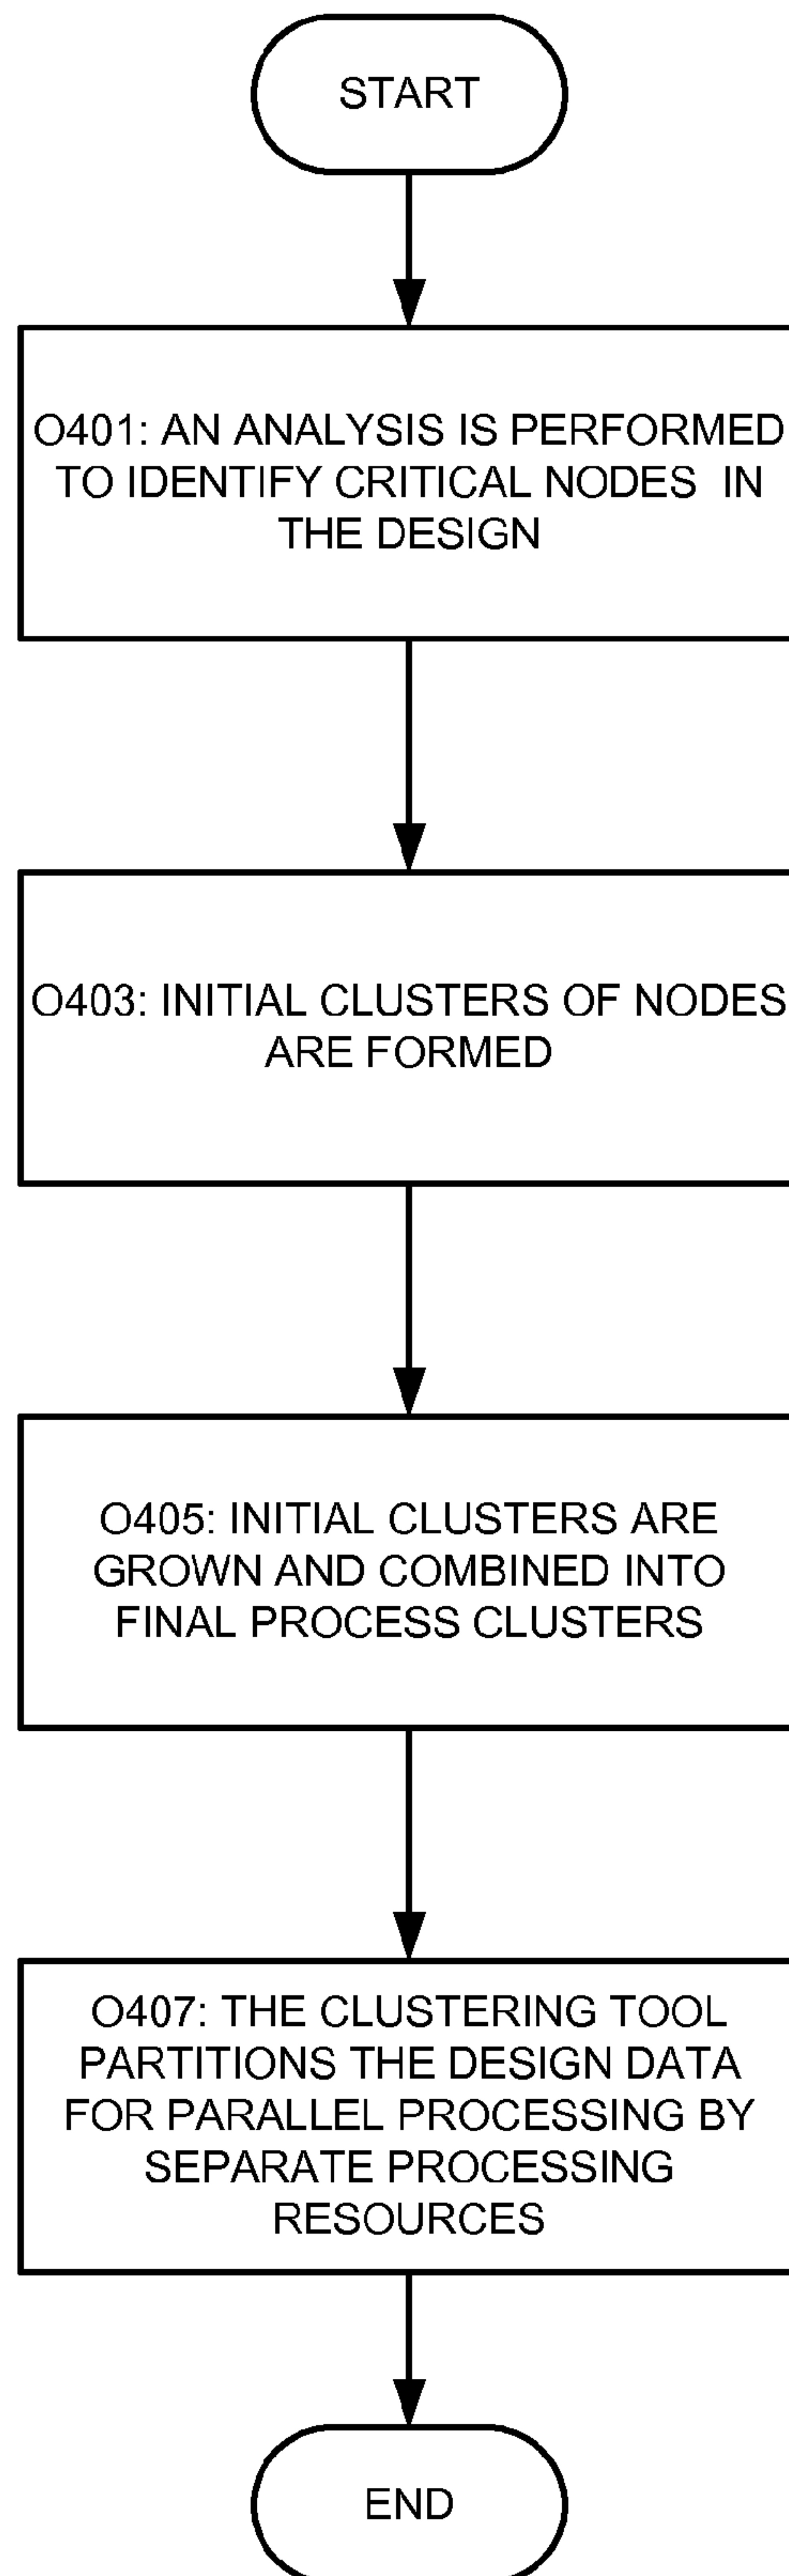 START
O401: AN ANALYSIS IS PERFORMED
TO IDENTIFY CRITICAL NODES IN
THE DESIGN
O403: INITIAL CLUSTERS OF NODES
ARE FORMED
O405: INITIAL CLUSTERS ARE
GROWN AND COMBINED INTO
FINAL PROCESS CLUSTERS
O407: THE CLUSTERING TOOL
PARTITIONS THE DESIGN DATA
FOR PARALLEL PROCESSING BY
SEPARATE PROCESSING
RESOURCES
END